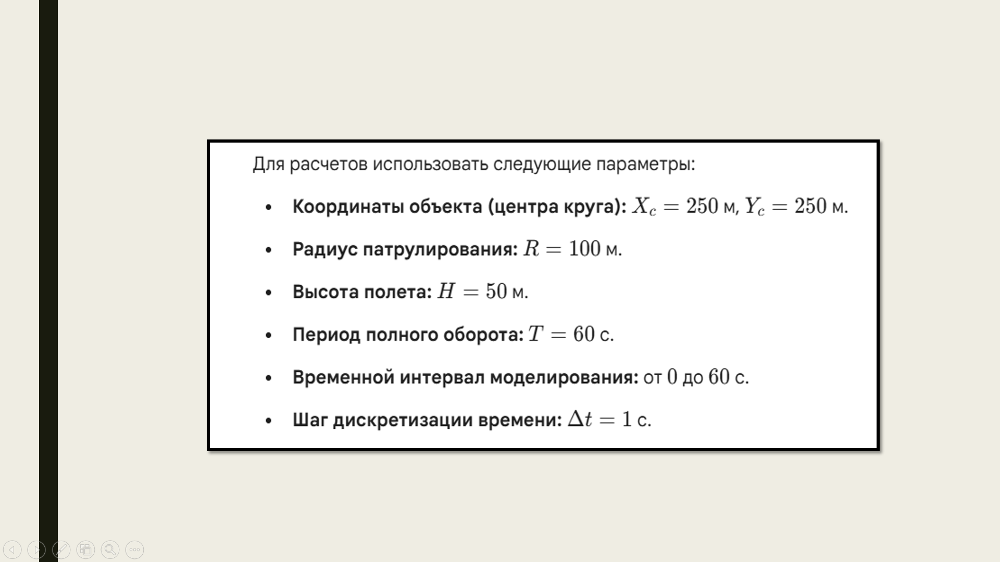 Для расчетов использовать следующие параметры:
• Координаты объекта (центра круга): X_c = 250 м, Y_c = 250 м.
• Радиус патрулирования: R = 100 м.
• Высота полета: H = 50 м.
• Период полного оборота: T = 60 с.
• Временной интервал моделирования: от 0 до 60 с.
• Шаг дискретизации времени: Δt = 1 с.